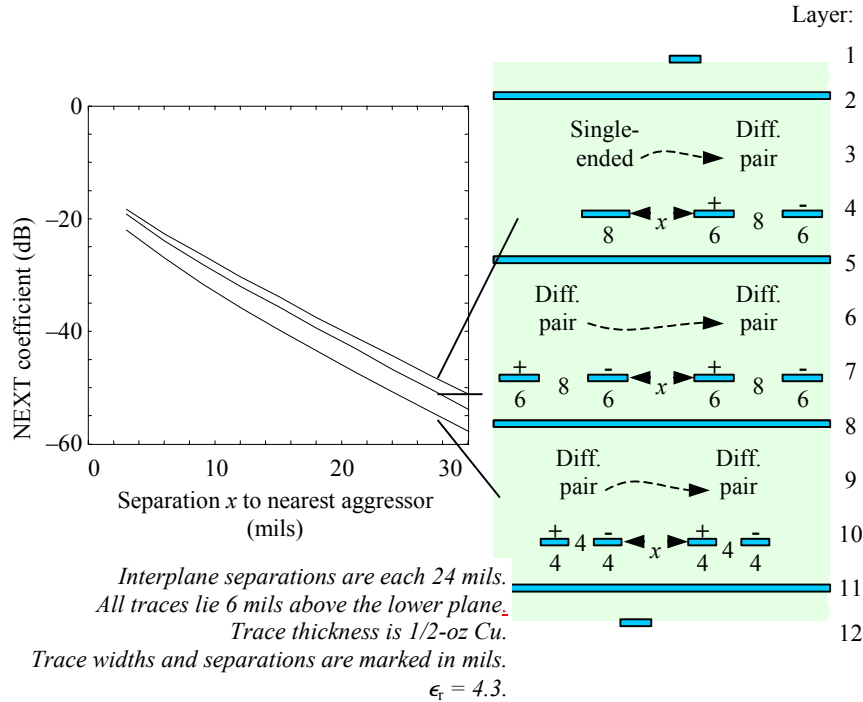 Layer:
1
2
3
4
5
6
7
8
9
10
11
12
0
–20
–40
–60
NEXT coefficient (dB)
0 10 20 30
Separation x to nearest aggressor
(mils)
Single-
ended
Diff.
pair
+ -
x 8
8 6 6
Diff.
pair
Diff.
pair
+ - + -
8 x 8
6 6 6 6
Diff.
pair
Diff.
pair
+ - + -
4 x 4
4 4 4 4
Interplane separations are each 24 mils.
All traces lie 6 mils above the lower plane.
Trace thickness is 1/2-oz Cu.
Trace widths and separations are marked in mils.
ϵr = 4.3.